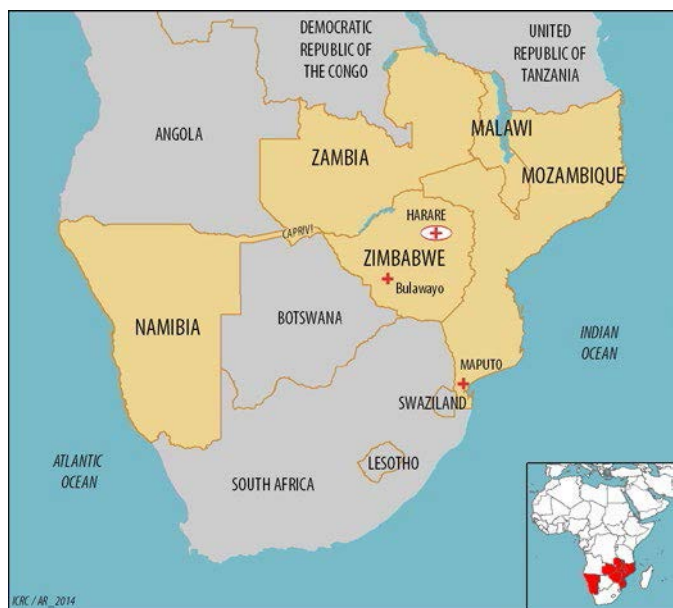 DEMOCRATIC
REPUBLIC OF
THE CONGO
UNITED
REPUBLIC OF
TANZANIA
ANGOLA
MALAWI
ZAMBIA
MOZAMBIQUE
HARARE
CAPRIVI
ZIMBABWE
Bulawayo
NAMIBIA
BOTSWANA
INDIAN
OCEAN
MAPUTO
SWAZILAND
ATLANTIC
OCEAN
LESOTHO
SOUTH AFRICA
ICRC / AR_2014